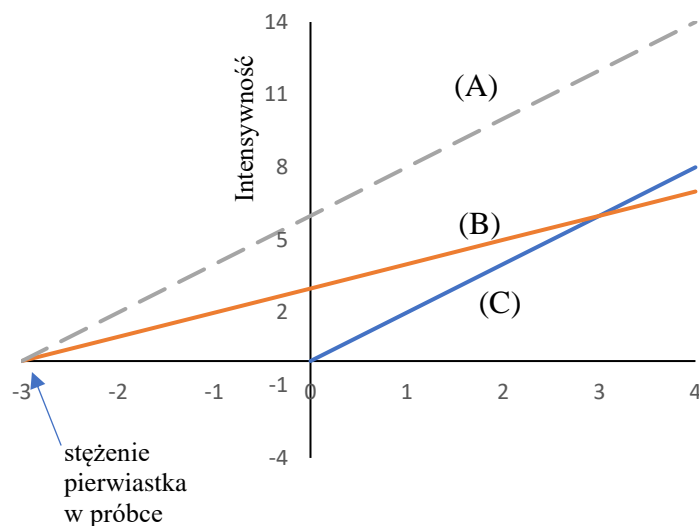 14
Intensywność
(A)
11
8
(B)
5
(C)
2
-3
-2
-1
0
1
2
3
4
-1
-4
stężenie
pierwiastka
w próbce